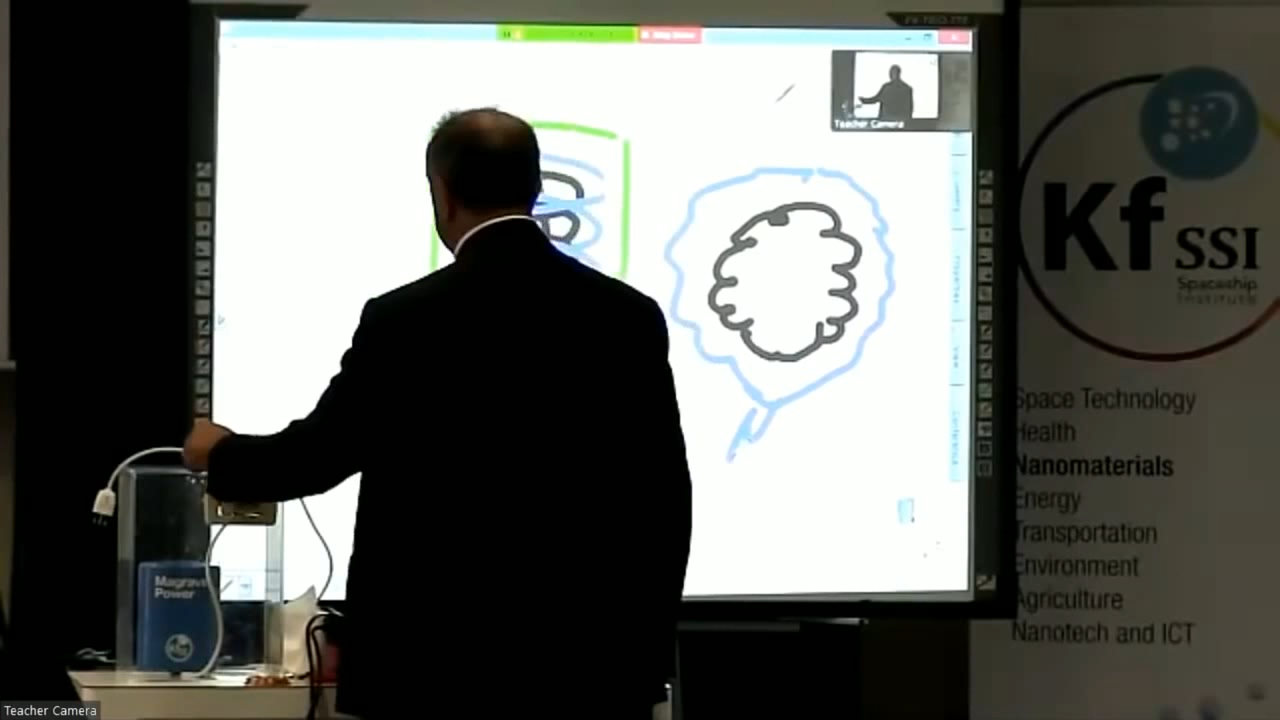 Teacher Camera
Kf SSI
Spaceship
Institute
Space Technology
Health
Nanomaterials
Energy
Transportation
Environment
Agriculture
Nanotech and ICT
Magrav
Power
Teacher Camera